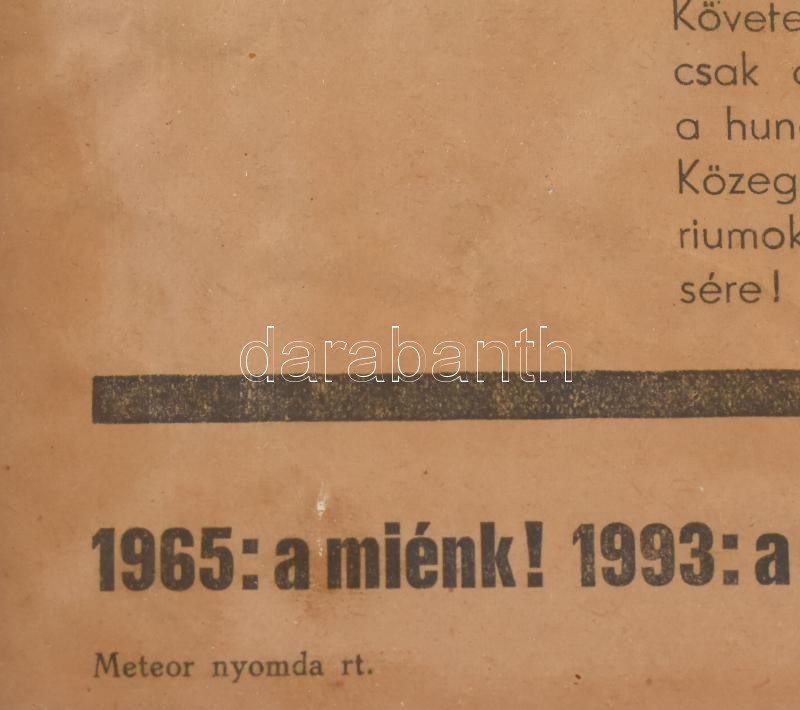 Követe
csak
a hun
Közeg
riumok
sére!
darabanth
1965: a miénk! 1993: a
Meteor nyomda rt.